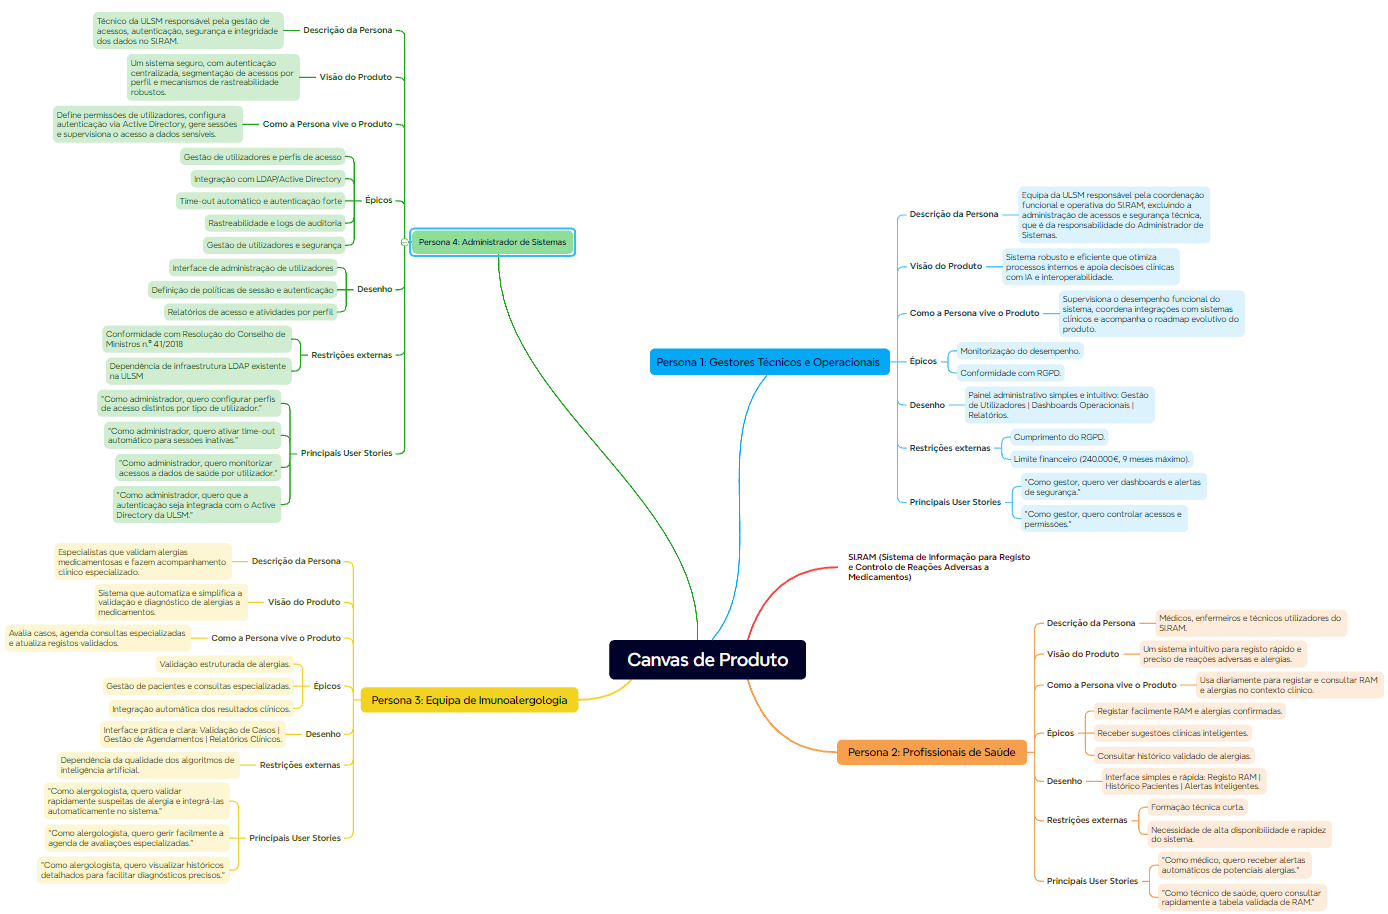 Canvas de Produto
SI.RAM (Sistema de Informação para Registo
e Controlo de Reações Adversas a
Medicamentos)
Persona 1: Gestores Técnicos e Operacionais
Descrição da Persona
Equipa da ULSM responsável pela coordenação
funcional e operativa do SI.RAM, excluindo a
administração de acessos e segurança técnica,
que é da responsabilidade do Administrador de
Sistemas.
Visão do Produto
Sistema robusto e eficiente que otimiza
processos internos e apoia decisões clínicas
com IA e interoperabilidade.
Como a Persona vive o Produto
Supervisiona o desempenho funcional do
sistema, coordena integrações com sistemas
clínicos e acompanha o roadmap evolutivo do
produto.
Épicos
Monitorização do desempenho.
Conformidade com RGPD.
Desenho
Painel administrativo simples e intuitivo: Gestão
de Utilizadores | Dashboards Operacionais |
Relatórios.
Restrições externas
Cumprimento do RGPD.
Limite financeiro (240.000€, 9 meses máximo).
Principais User Stories
"Como gestor, quero ver dashboards e alertas
de segurança."
"Como gestor, quero controlar acessos e
permissões."
Persona 2: Profissionais de Saúde
Descrição da Persona
Médicos, enfermeiros e técnicos utilizadores do
SI.RAM.
Visão do Produto
Um sistema intuitivo para registo rápido e
preciso de reações adversas e alergias.
Como a Persona vive o Produto
Usa diariamente para registar e consultar RAM
e alergias no contexto clínico.
Épicos
Registar facilmente RAM e alergias confirmadas.
Receber sugestões clínicas inteligentes.
Consultar histórico validado de alergias.
Desenho
Interface simples e rápida: Registo RAM |
Histórico Pacientes | Alertas Inteligentes.
Restrições externas
Formação técnica curta.
Necessidade de alta disponibilidade e rapidez
do sistema.
Principais User Stories
"Como médico, quero receber alertas
automáticos de potenciais alergias."
"Como técnico de saúde, quero consultar
rapidamente a tabela validada de RAM."
Persona 3: Equipa de Imunoalergologia
Descrição da Persona
Especialistas que validam alergias
medicamentosas e fazem acompanhamento
clínico especializado.
Visão do Produto
Sistema que automatiza e simplifica a
validação e diagnóstico de alergias a
medicamentos.
Como a Persona vive o Produto
Avalia casos, agenda consultas especializadas
e atualiza registos validados.
Épicos
Validação estruturada de alergias.
Gestão de pacientes e consultas especializadas.
Integração automática dos resultados clínicos.
Desenho
Interface prática e clara: Validação de Casos |
Gestão de Agendamentos | Relatórios Clínicos.
Restrições externas
Dependência da qualidade dos algoritmos de
inteligência artificial.
Principais User Stories
"Como alergologista, quero validar
rapidamente suspeitas de alergia e integrá-las
automaticamente no sistema."
"Como alergologista, quero gerir facilmente a
agenda de avaliações especializadas."
"Como alergologista, quero visualizar históricos
detalhados para facilitar diagnósticos precisos."
Persona 4: Administrador de Sistemas
Descrição da Persona
Técnico da ULSM responsável pela gestão de
acessos, autenticação, segurança e integridade
dos dados no SI.RAM.
Visão do Produto
Um sistema seguro, com autenticação
centralizada, segmentação de acessos por
perfil e mecanismos de rastreabilidade
robustos.
Como a Persona vive o Produto
Define permissões de utilizadores, configura
autenticação via Active Directory, gere sessões
e supervisiona o acesso a dados sensíveis.
Épicos
Gestão de utilizadores e perfis de acesso
Integração com LDAP/Active Directory
Time-out automático e autenticação forte
Rastreabilidade e logs de auditoria
Gestão de utilizadores e segurança
Desenho
Interface de administração de utilizadores
Definição de políticas de sessão e autenticação
Relatórios de acesso e atividades por perfil
Restrições externas
Conformidade com Resolução do Conselho de
Ministros n.º 41/2018
Dependência de infraestrutura LDAP existente
na ULSM
Principais User Stories
"Como administrador, quero configurar perfis
de acesso distintos por tipo de utilizador."
"Como administrador, quero ativar time-out
automático para sessões inativas."
"Como administrador, quero monitorizar
acessos a dados de saúde por utilizador."
"Como administrador, quero que a
autenticação seja integrada com o Active
Directory da ULSM."